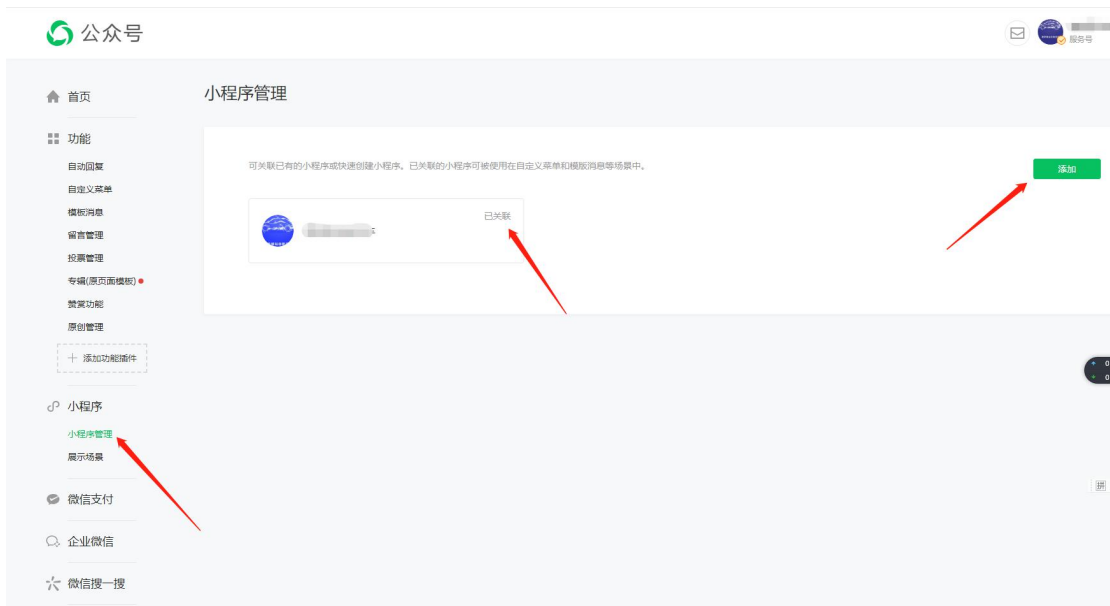 公众号
服务号
首页
小程序管理
功能
自动回复
自定义菜单
模板消息
留言管理
投票管理
专辑(原页面模板)
赞赏功能
原创管理
添加功能插件
可关联已有的小程序或快速创建小程序。已关联的小程序可被使用在自定义菜单和模版消息等场景中。
添加
已关联
小程序
小程序管理
展示场景
微信支付
企业微信
微信搜一搜
0
0
拼